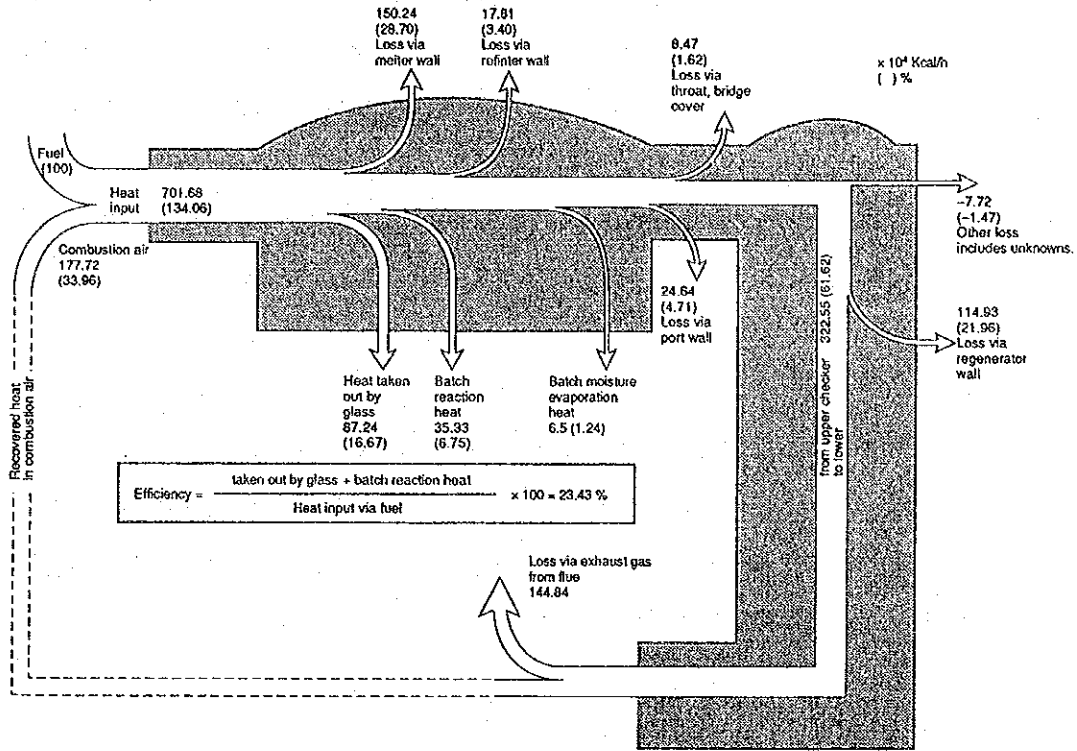 150.24
(28.70)
Loss via
meltor wall
17.81
(3.40)
Loss via
refinter wall
8.47
(1.62)
Loss via
throat, bridge
cover
× 10⁴ Kcal/h
( ) %
Fuel
(100)
Heat
input
701.68
(134.06)
Combustion air
177.72
(33.96)
-7.72
(-1.47)
Other loss
includes unknowns.
24.64
(4.71)
Loss via
port wall
114.93
(21.96)
Loss via
regenerator
wall
Heat taken
out by
glass
87.24
(16.67)
Batch
reaction
heat
35.33
(6.75)
Batch moisture
evaporation
heat
6.5 (1.24)
from upper checker 322.55 (61.62)
to lower
Recovered heat
in combustion air
Efficiency = taken out by glass + batch reaction heat × 100 = 23.43 %
Heat input via fuel
Loss via exhaust gas
from flue
144.84